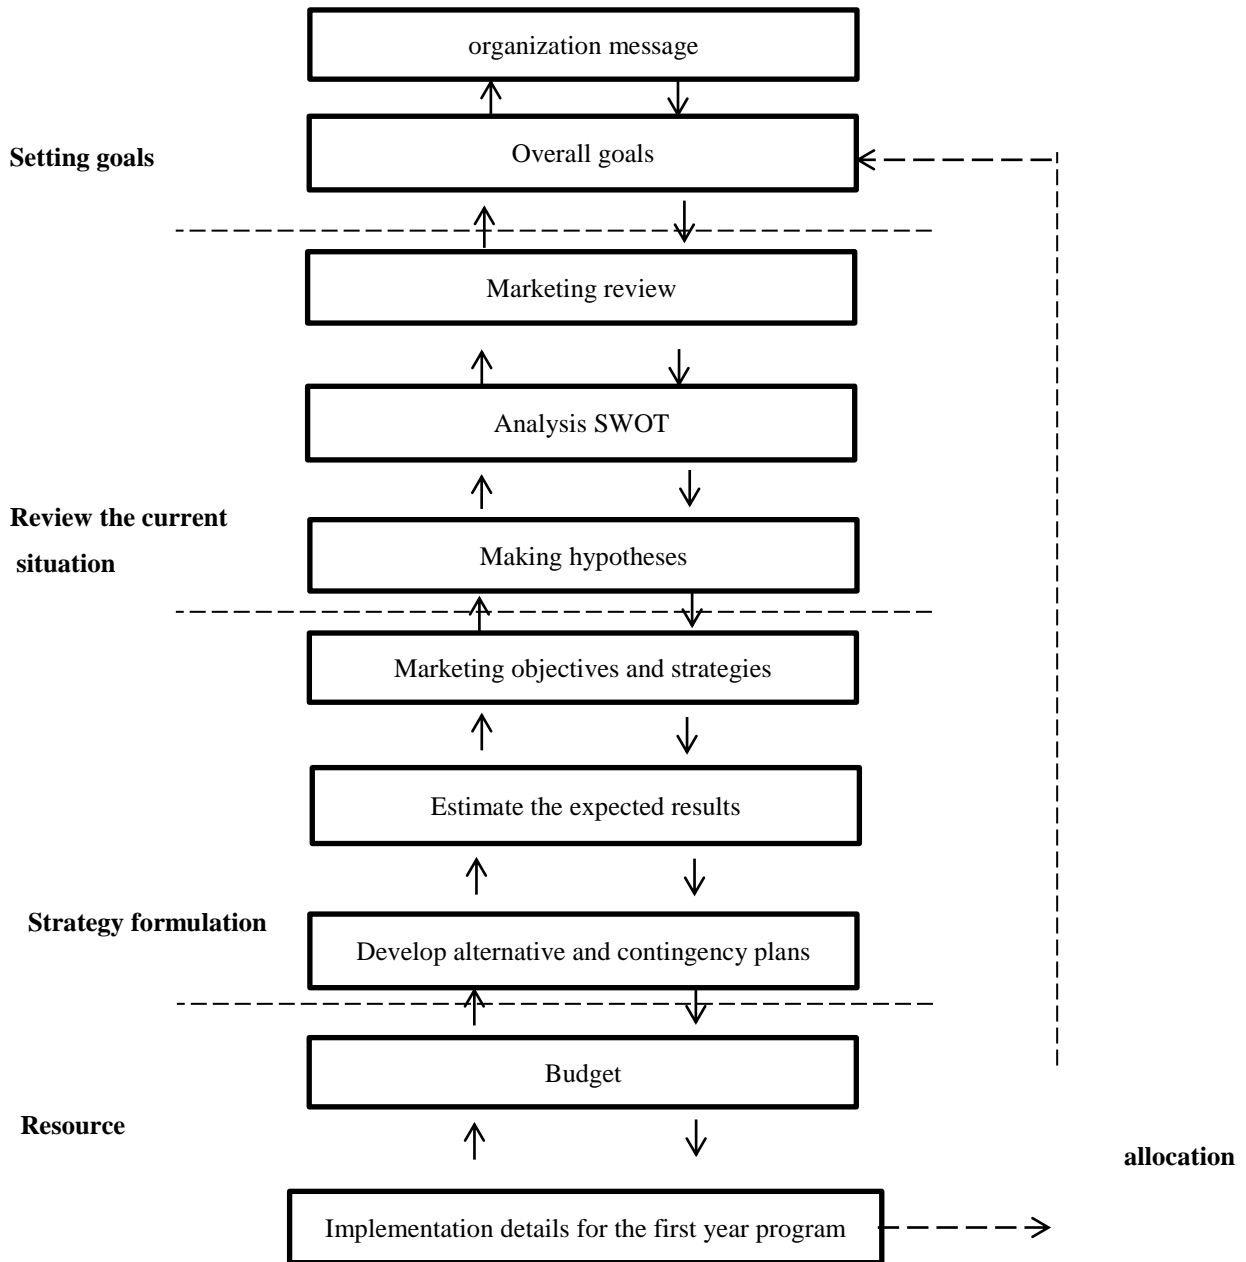 organization message
Overall goals
Setting goals
Marketing review
Analysis SWOT
Review the current
situation
Making hypotheses
Marketing objectives and strategies
Estimate the expected results
Strategy formulation
Develop alternative and contingency plans
Budget
Resource
allocation
Implementation details for the first year program